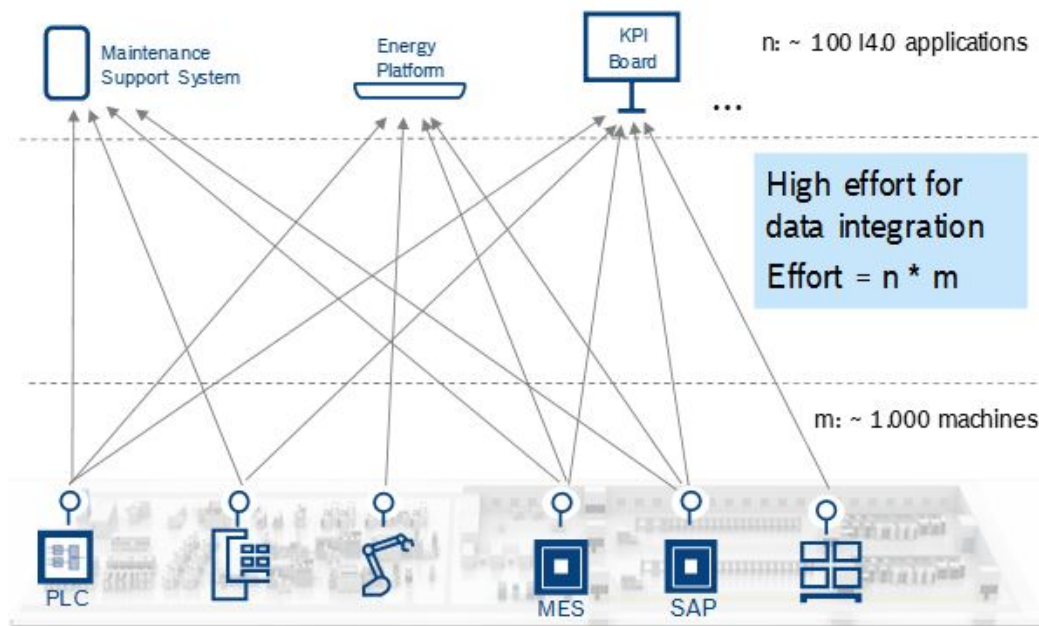 Maintenance
Support System
Energy
Platform
KPI
Board
...
n: ~ 100 I4.0 applications
High effort for
data integration
Effort = n * m
m: ~ 1.000 machines
PLC
MES
SAP